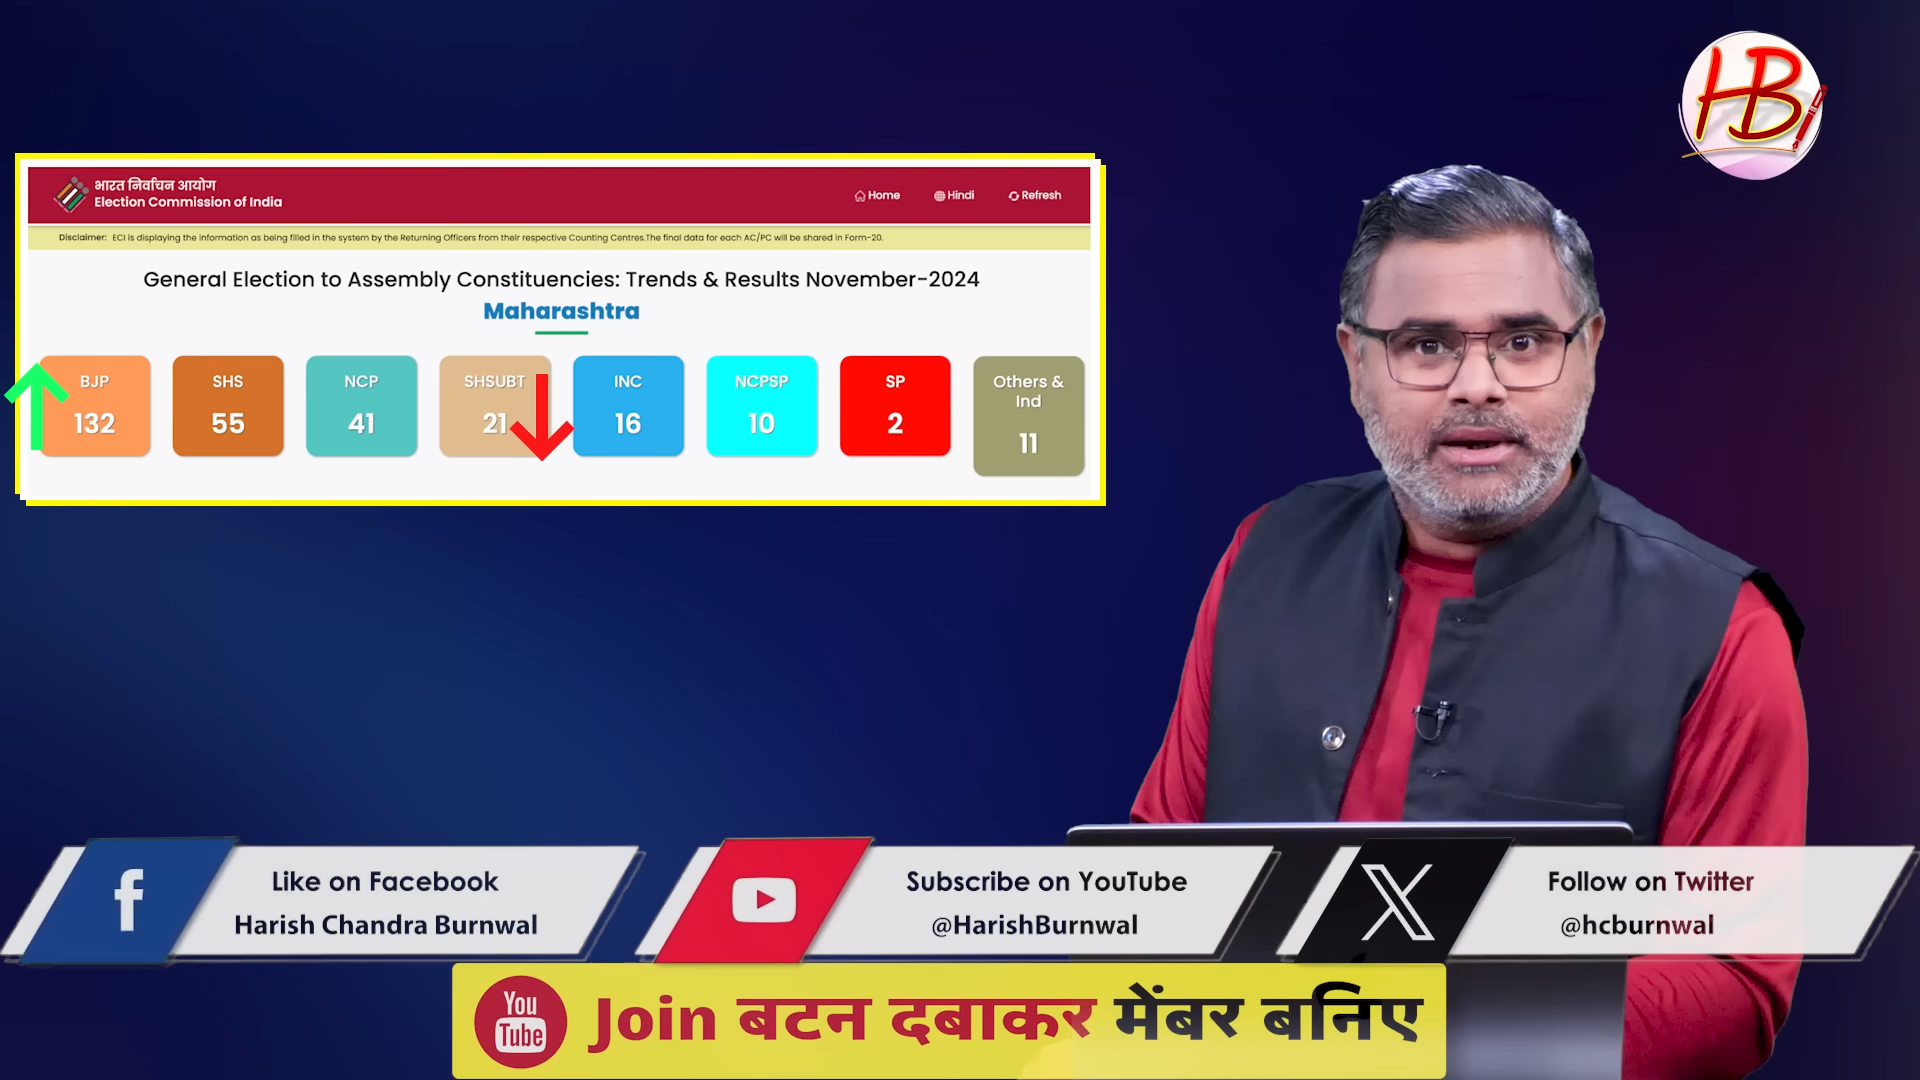 HB
भारत निर्वाचन आयोग
Election Commission of India
Home
Hindi
Refresh
Disclaimer: ECI is displaying the information as being filled in the system by the Returning Officers from their respective Counting Centres.The final data for each AC/PC will be shared in Form-20.
General Election to Assembly Constituencies: Trends & Results November-2024
Maharashtra
BJP
132
SHS
55
NCP
41
SHSUBT
21
INC
16
NCPSP
10
SP
2
Others &
Ind
11
Like on Facebook
Harish Chandra Burnwal
Subscribe on YouTube
@HarishBurnwal
Follow on Twitter
@hcburnwal
You
Tube
Join बटन दबाकर मेंबर बनिए